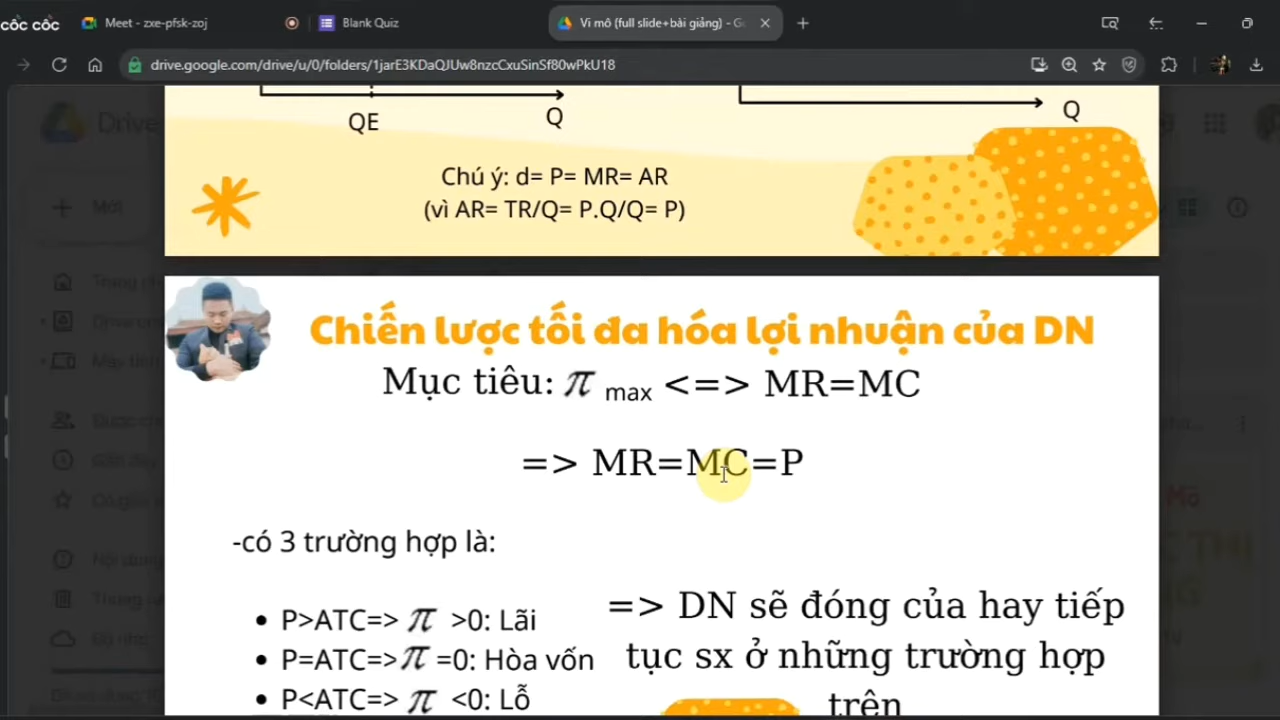 cốc cốc
Meet - zxe-pfsk-zoj
Blank Quiz
Vi mô (full slide+bài giảng) - G
drive.google.com/drive/u/0/folders/1jarE3KDaQJUw8nzcCxuSinSf80wPkU18
Drive
Mới
QE
Q
Q
Chú ý: d= P= MR= AR
(vì AR= TR/Q= P.Q/Q= P)
Chiến lược tối đa hóa lợi nhuận của DN
Mục tiêu: π max <=> MR=MC
=> MR=MC=P
-có 3 trường hợp là:
• P>ATC=> π >0: Lãi
• P=ATC=> π =0: Hòa vốn
• P<ATC=> π <0: Lỗ
=> DN sẽ đóng của hay tiếp
tục sx ở những trường hợp
trên